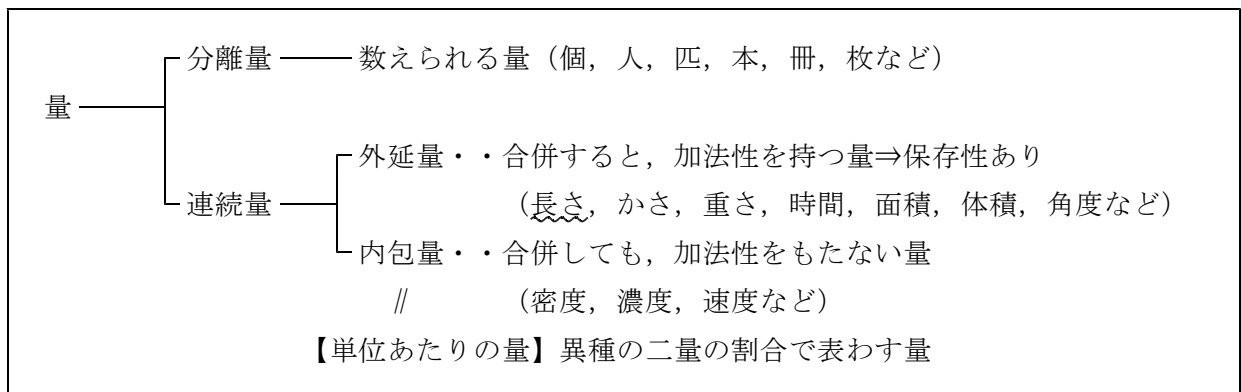 分離量 数えられる量（個，人，匹，本，冊，枚など）
量
外延量・・合併すると，加法性を持つ量⇒保存性あり
連続量 （長さ，かさ，重さ，時間，面積，体積，角度など）
内包量・・合併しても，加法性をもたない量
∥ （密度，濃度，速度など）
【単位あたりの量】異種の二量の割合で表わす量